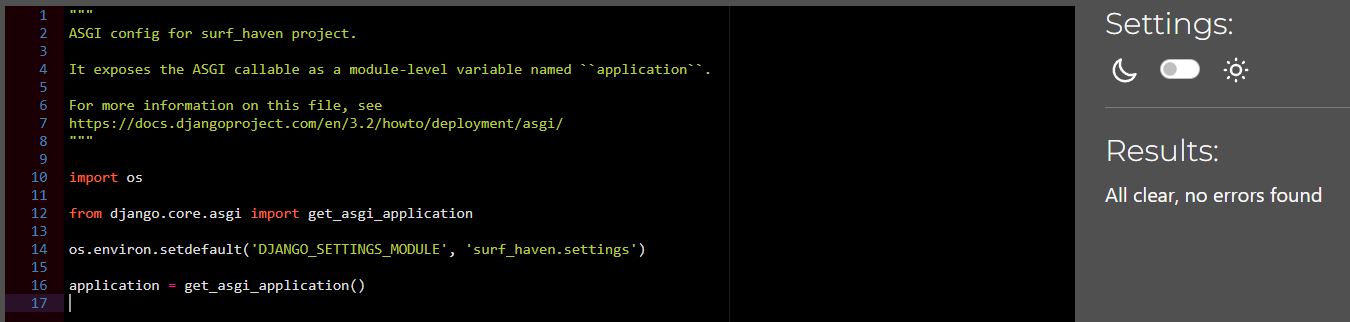 1 """
2 ASGI config for surf_haven project.
3
4 It exposes the ASGI callable as a module-level variable named ``application``.
5
6 For more information on this file, see
7 https://docs.djangoproject.com/en/3.2/howto/deployment/asgi/
8 """
9
10 import os
11
12 from django.core.asgi import get_asgi_application
13
14 os.environ.setdefault('DJANGO_SETTINGS_MODULE', 'surf_haven.settings')
15
16 application = get_asgi_application()
17
Settings:
Results:
All clear, no errors found